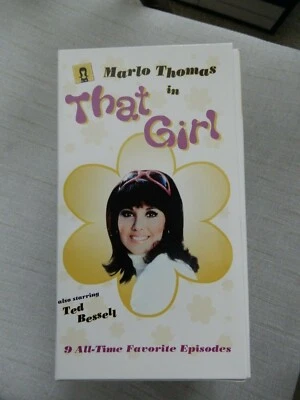 Marlo Thomas
in
That
Girl
also starring
Ted Bessell
9 All-Time Favorite Episodes